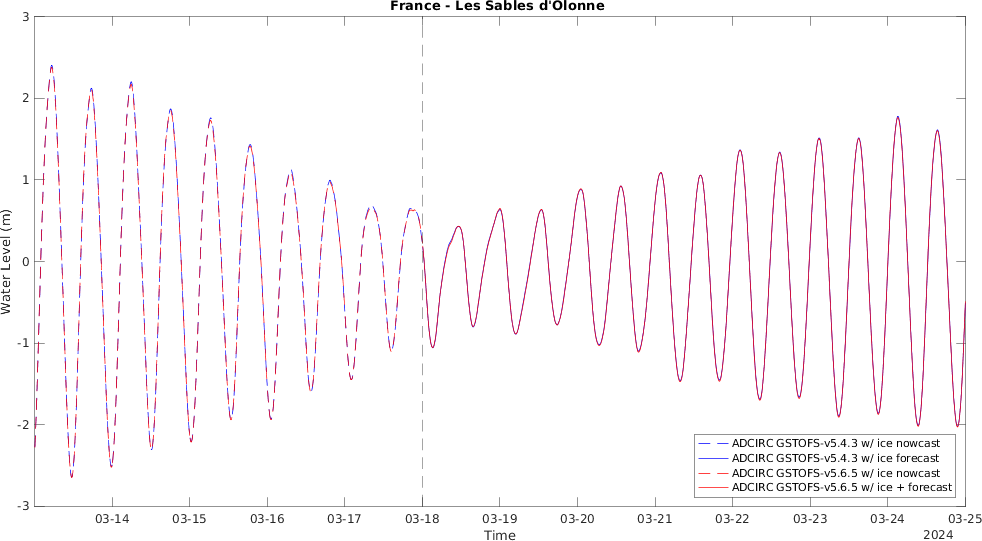 France - Les Sables d'Olonne
3
2
1
0
-1
-2
-3
Water Level (m)
ADCIRC GSTOFS-v5.4.3 w/ ice nowcast
ADCIRC GSTOFS-v5.4.3 w/ ice forecast
ADCIRC GSTOFS-v5.6.5 w/ ice nowcast
ADCIRC GSTOFS-v5.6.5 w/ ice + forecast
03-14 03-15 03-16 03-17 03-18 03-19 03-20 03-21 03-22 03-23 03-24 03-25
Time
2024